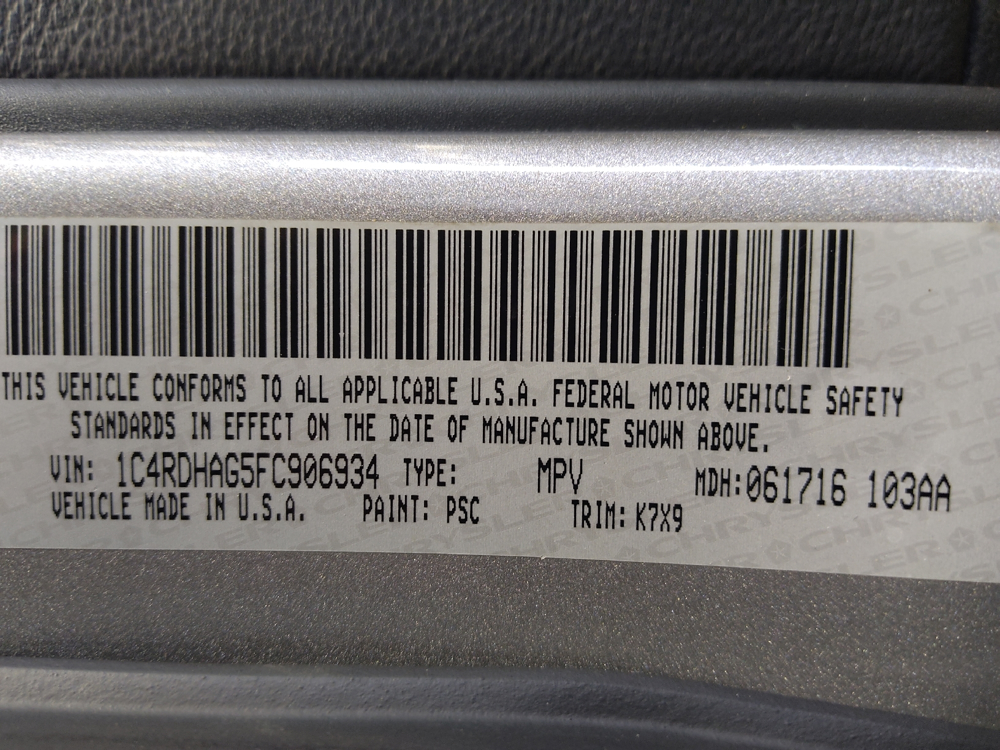 THIS VEHICLE CONFORMS TO ALL APPLICABLE U.S.A. FEDERAL MOTOR VEHICLE SAFETY
STANDARDS IN EFFECT ON THE DATE OF MANUFACTURE SHOWN ABOVE.
VIN: 1C4RDHAG5FC906934 TYPE: MPV MDH:061716 103AA
VEHICLE MADE IN U.S.A. PAINT: PSC TRIM: K7X9
CHRYSLER